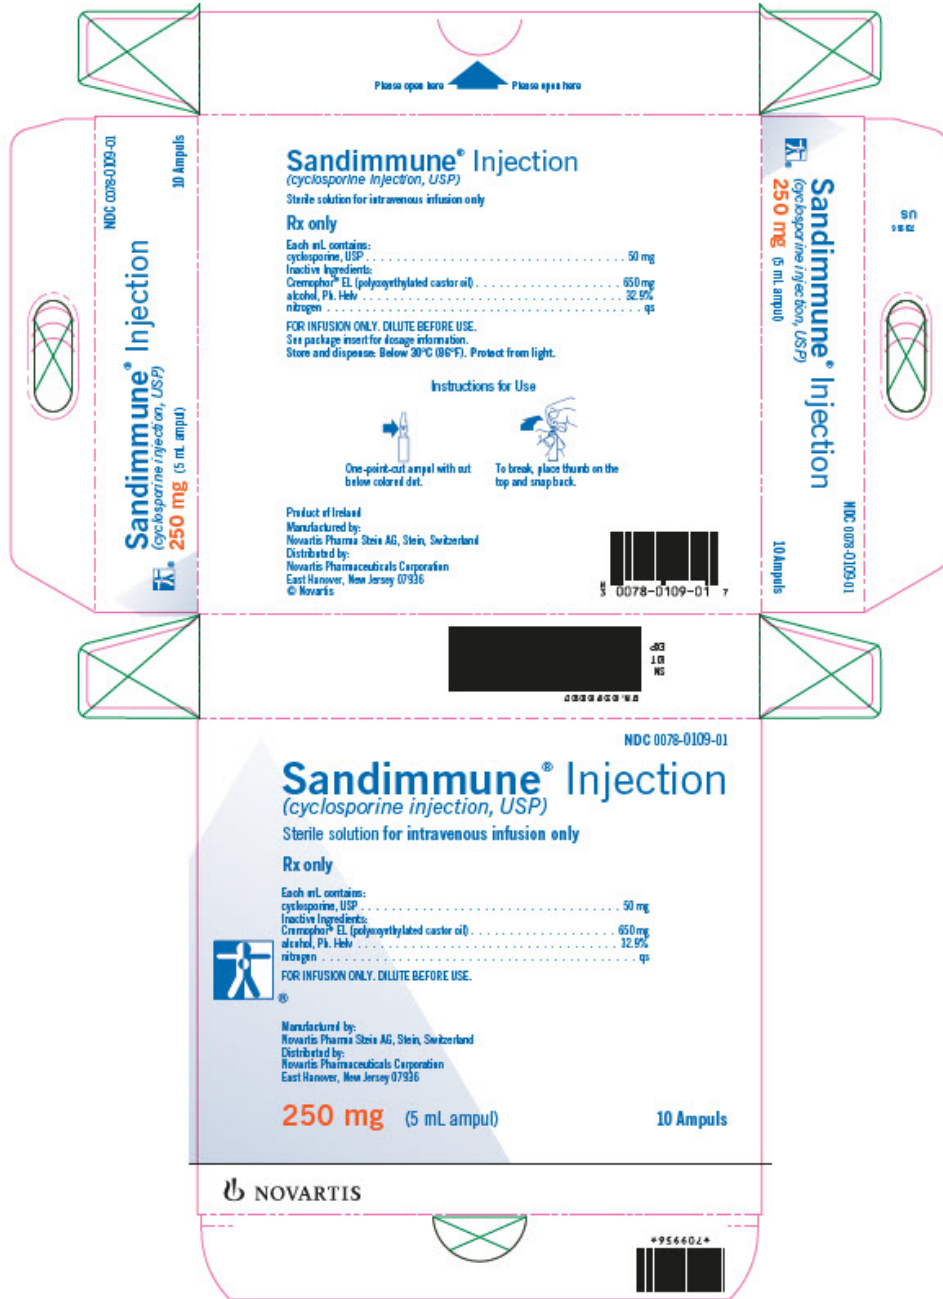 Please open here Please open here
NDC 0078-0109-01
10 Ampuls
Sandimmune® Injection
(cyclosporine injection, USP)
250 mg (5 mL ampul)
®
Sandimmune® Injection
(cyclosporine injection, USP)
Sterile solution for intravenous infusion only
Rx only
Each mL contains:
cyclosporine, USP 50 mg
Inactive Ingredients:
Cremophor® EL (polyoxyethylated castor oil) 650 mg
alcohol, Ph. Helv 32.9%
nitrogen qs
FOR INFUSION ONLY. DILUTE BEFORE USE.
See package insert for dosage information.
Store and dispense: Below 30°C (86°F). Protect from light.
Instructions for Use
One-point-cut ampul with cut
below colored dot.
To break, place thumb on the
top and snap back.
Product of Ireland
Manufactured by:
Novartis Pharma Stein AG, Stein, Switzerland
Distributed by:
Novartis Pharmaceuticals Corporation
East Hanover, New Jersey 07936
© Novartis
N
3 0078-0109-01 7
®
Sandimmune® Injection
(cyclosporine injection, USP)
250 mg (5 mL ampul)
NDC 0078-0109-01
10 Ampuls
US
SN
LOT
EXP
NDC 0078-0109-01
Sandimmune® Injection
(cyclosporine injection, USP)
Sterile solution for intravenous infusion only
Rx only
Each mL contains:
cyclosporine, USP 50 mg
Inactive Ingredients:
Cremophor® EL (polyoxyethylated castor oil) 650 mg
alcohol, Ph. Helv 32.9%
nitrogen qs
FOR INFUSION ONLY. DILUTE BEFORE USE.
®
Manufactured by:
Novartis Pharma Stein AG, Stein, Switzerland
Distributed by:
Novartis Pharmaceuticals Corporation
East Hanover, New Jersey 07936
250 mg (5 mL ampul) 10 Ampuls
NOVARTIS
*709956*